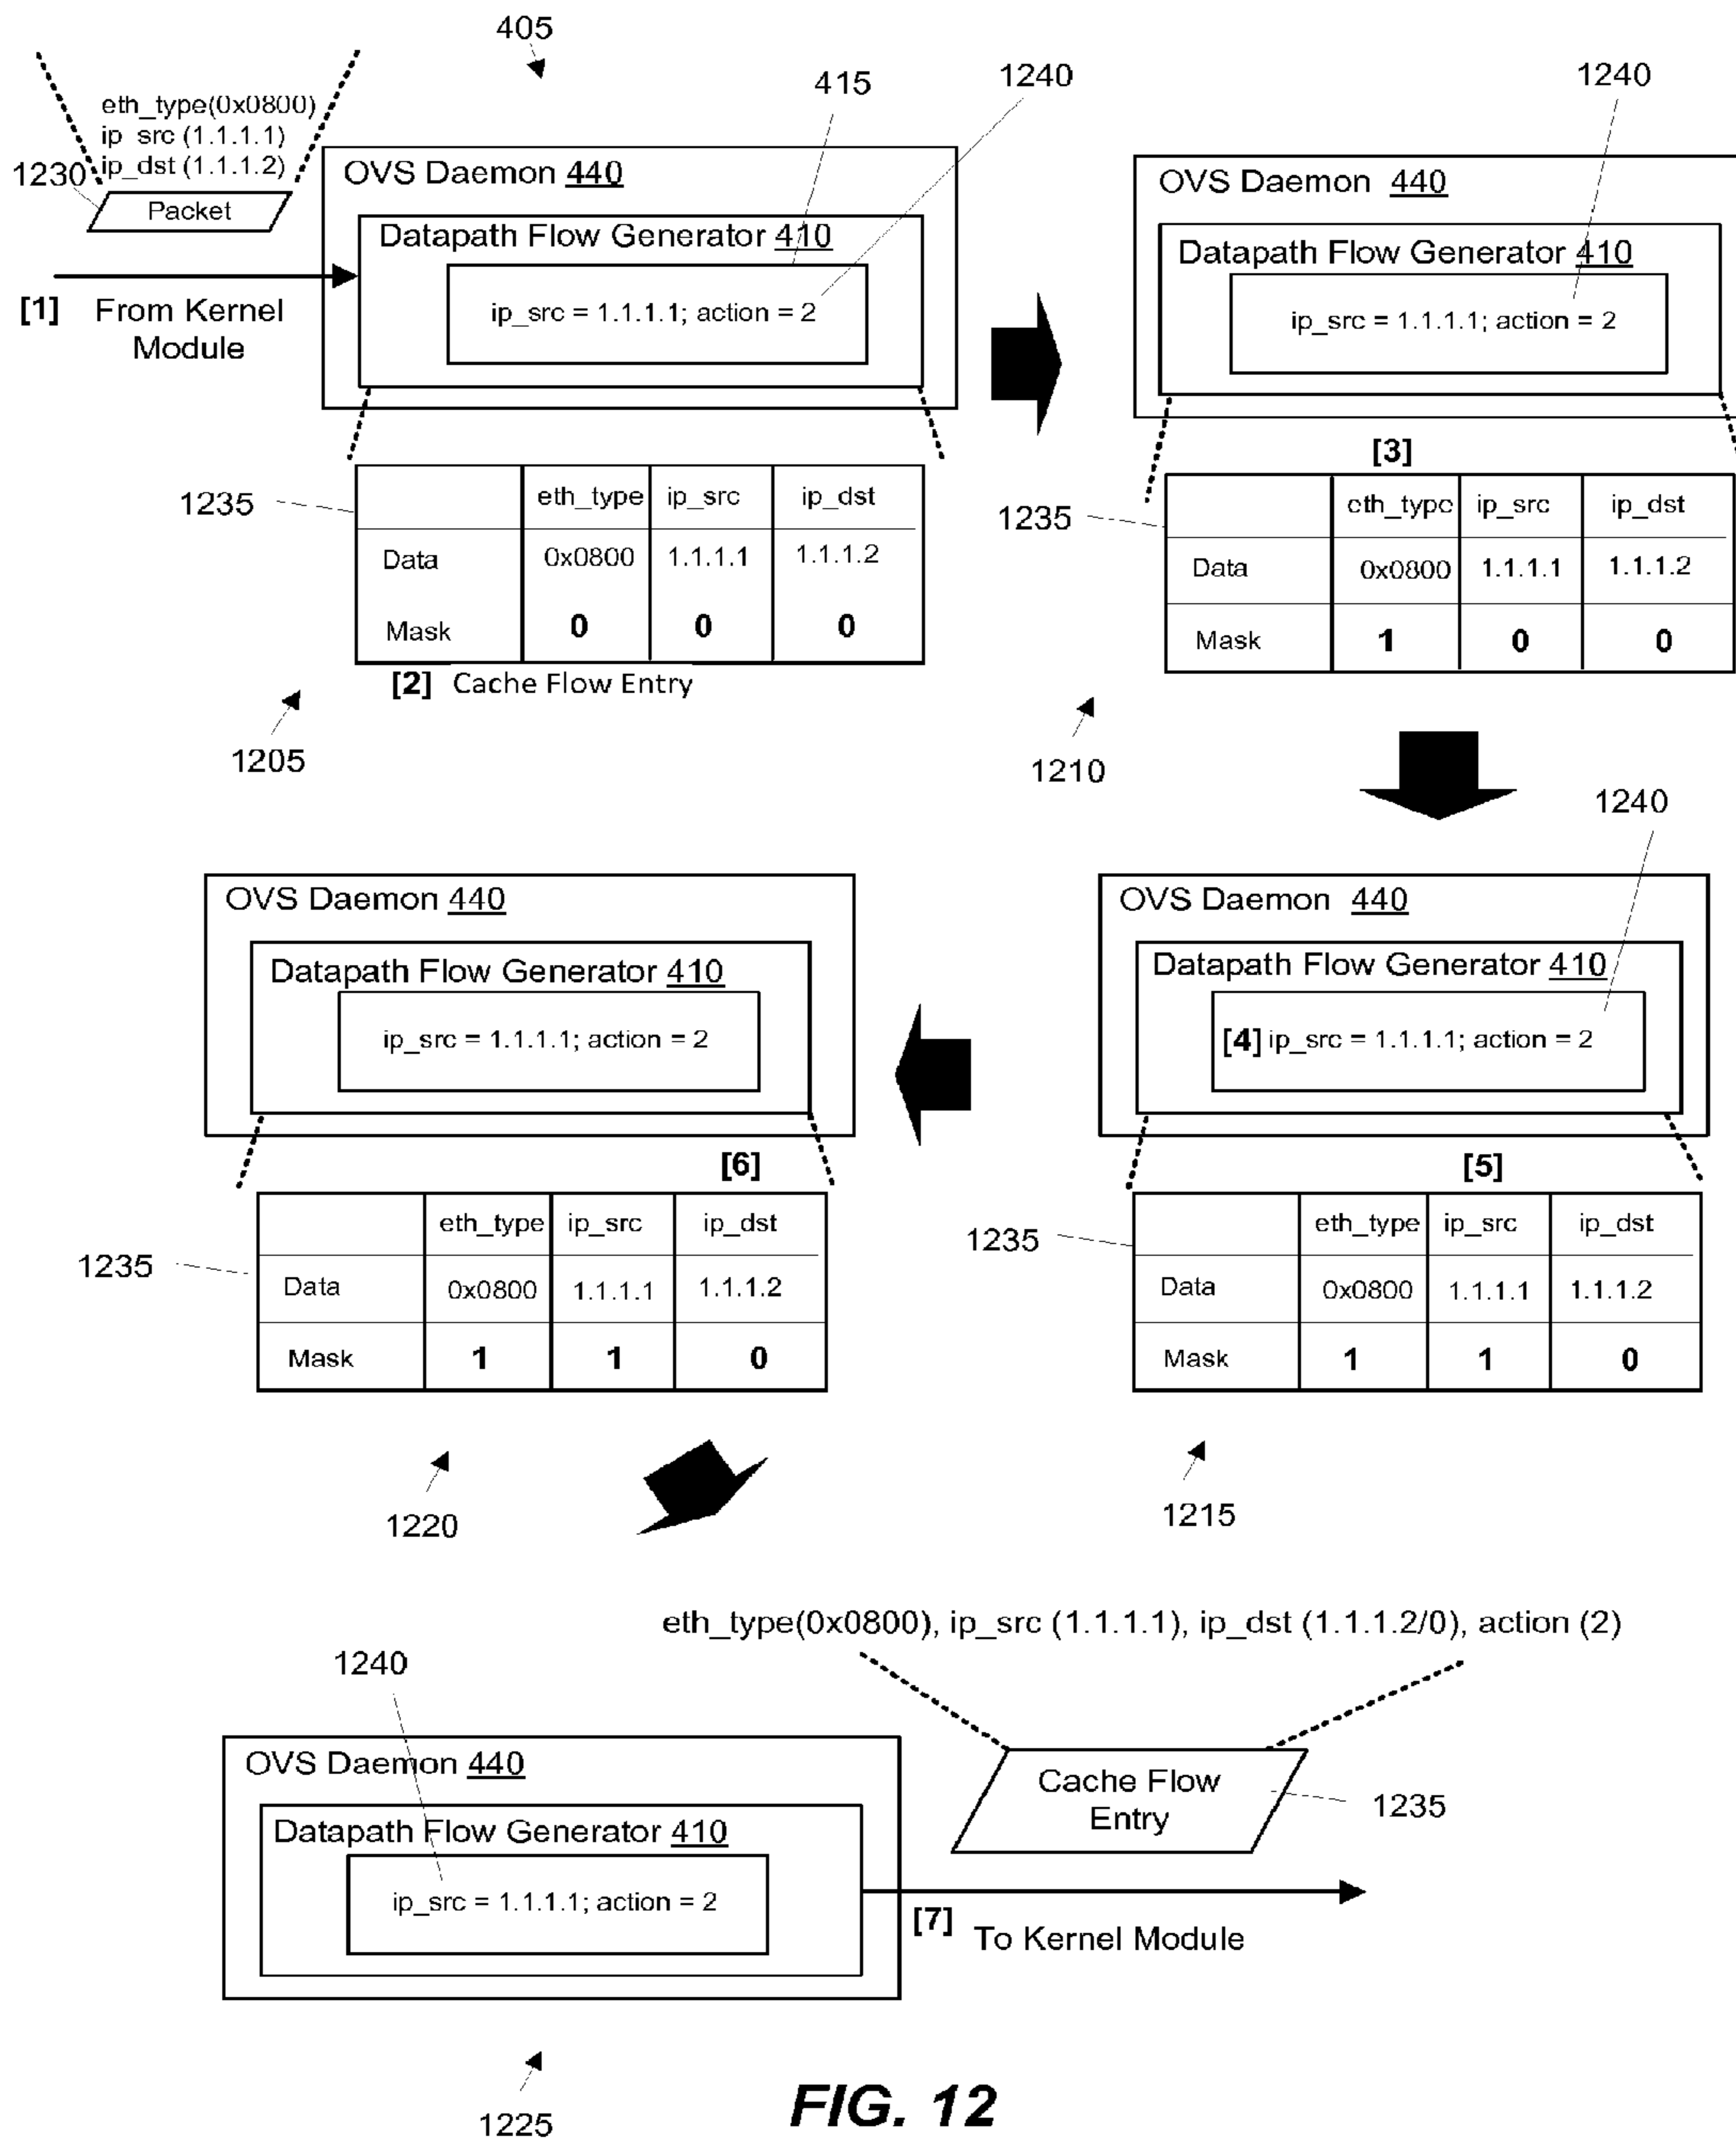 405
415
1240
1240
eth_type(0x0800)
ip_src (1.1.1.1)
ip_dst (1.1.1.2)
1230
Packet
[1] From Kernel
Module
OVS Daemon 440
Datapath Flow Generator 410
ip_src = 1.1.1.1; action = 2
1235
eth_type ip_src ip_dst
Data 0x0800 1.1.1.1 1.1.1.2
Mask 0 0 0
[2] Cache Flow Entry
1205
OVS Daemon 440
Datapath Flow Generator 410
ip_src = 1.1.1.1; action = 2
[3]
1235
eth_type ip_src ip_dst
Data 0x0800 1.1.1.1 1.1.1.2
Mask 1 0 0
1210
1240
OVS Daemon 440
Datapath Flow Generator 410
[4] ip_src = 1.1.1.1; action = 2
[5]
1235
eth_type ip_src ip_dst
Data 0x0800 1.1.1.1 1.1.1.2
Mask 1 1 0
1215
OVS Daemon 440
Datapath Flow Generator 410
ip_src = 1.1.1.1; action = 2
[6]
1235
eth_type ip_src ip_dst
Data 0x0800 1.1.1.1 1.1.1.2
Mask 1 1 0
1220
eth_type(0x0800), ip_src (1.1.1.1), ip_dst (1.1.1.2/0), action (2)
1240
OVS Daemon 440
Datapath Flow Generator 410
ip_src = 1.1.1.1; action = 2
Cache Flow
Entry
1235
[7] To Kernel Module
1225
FIG. 12